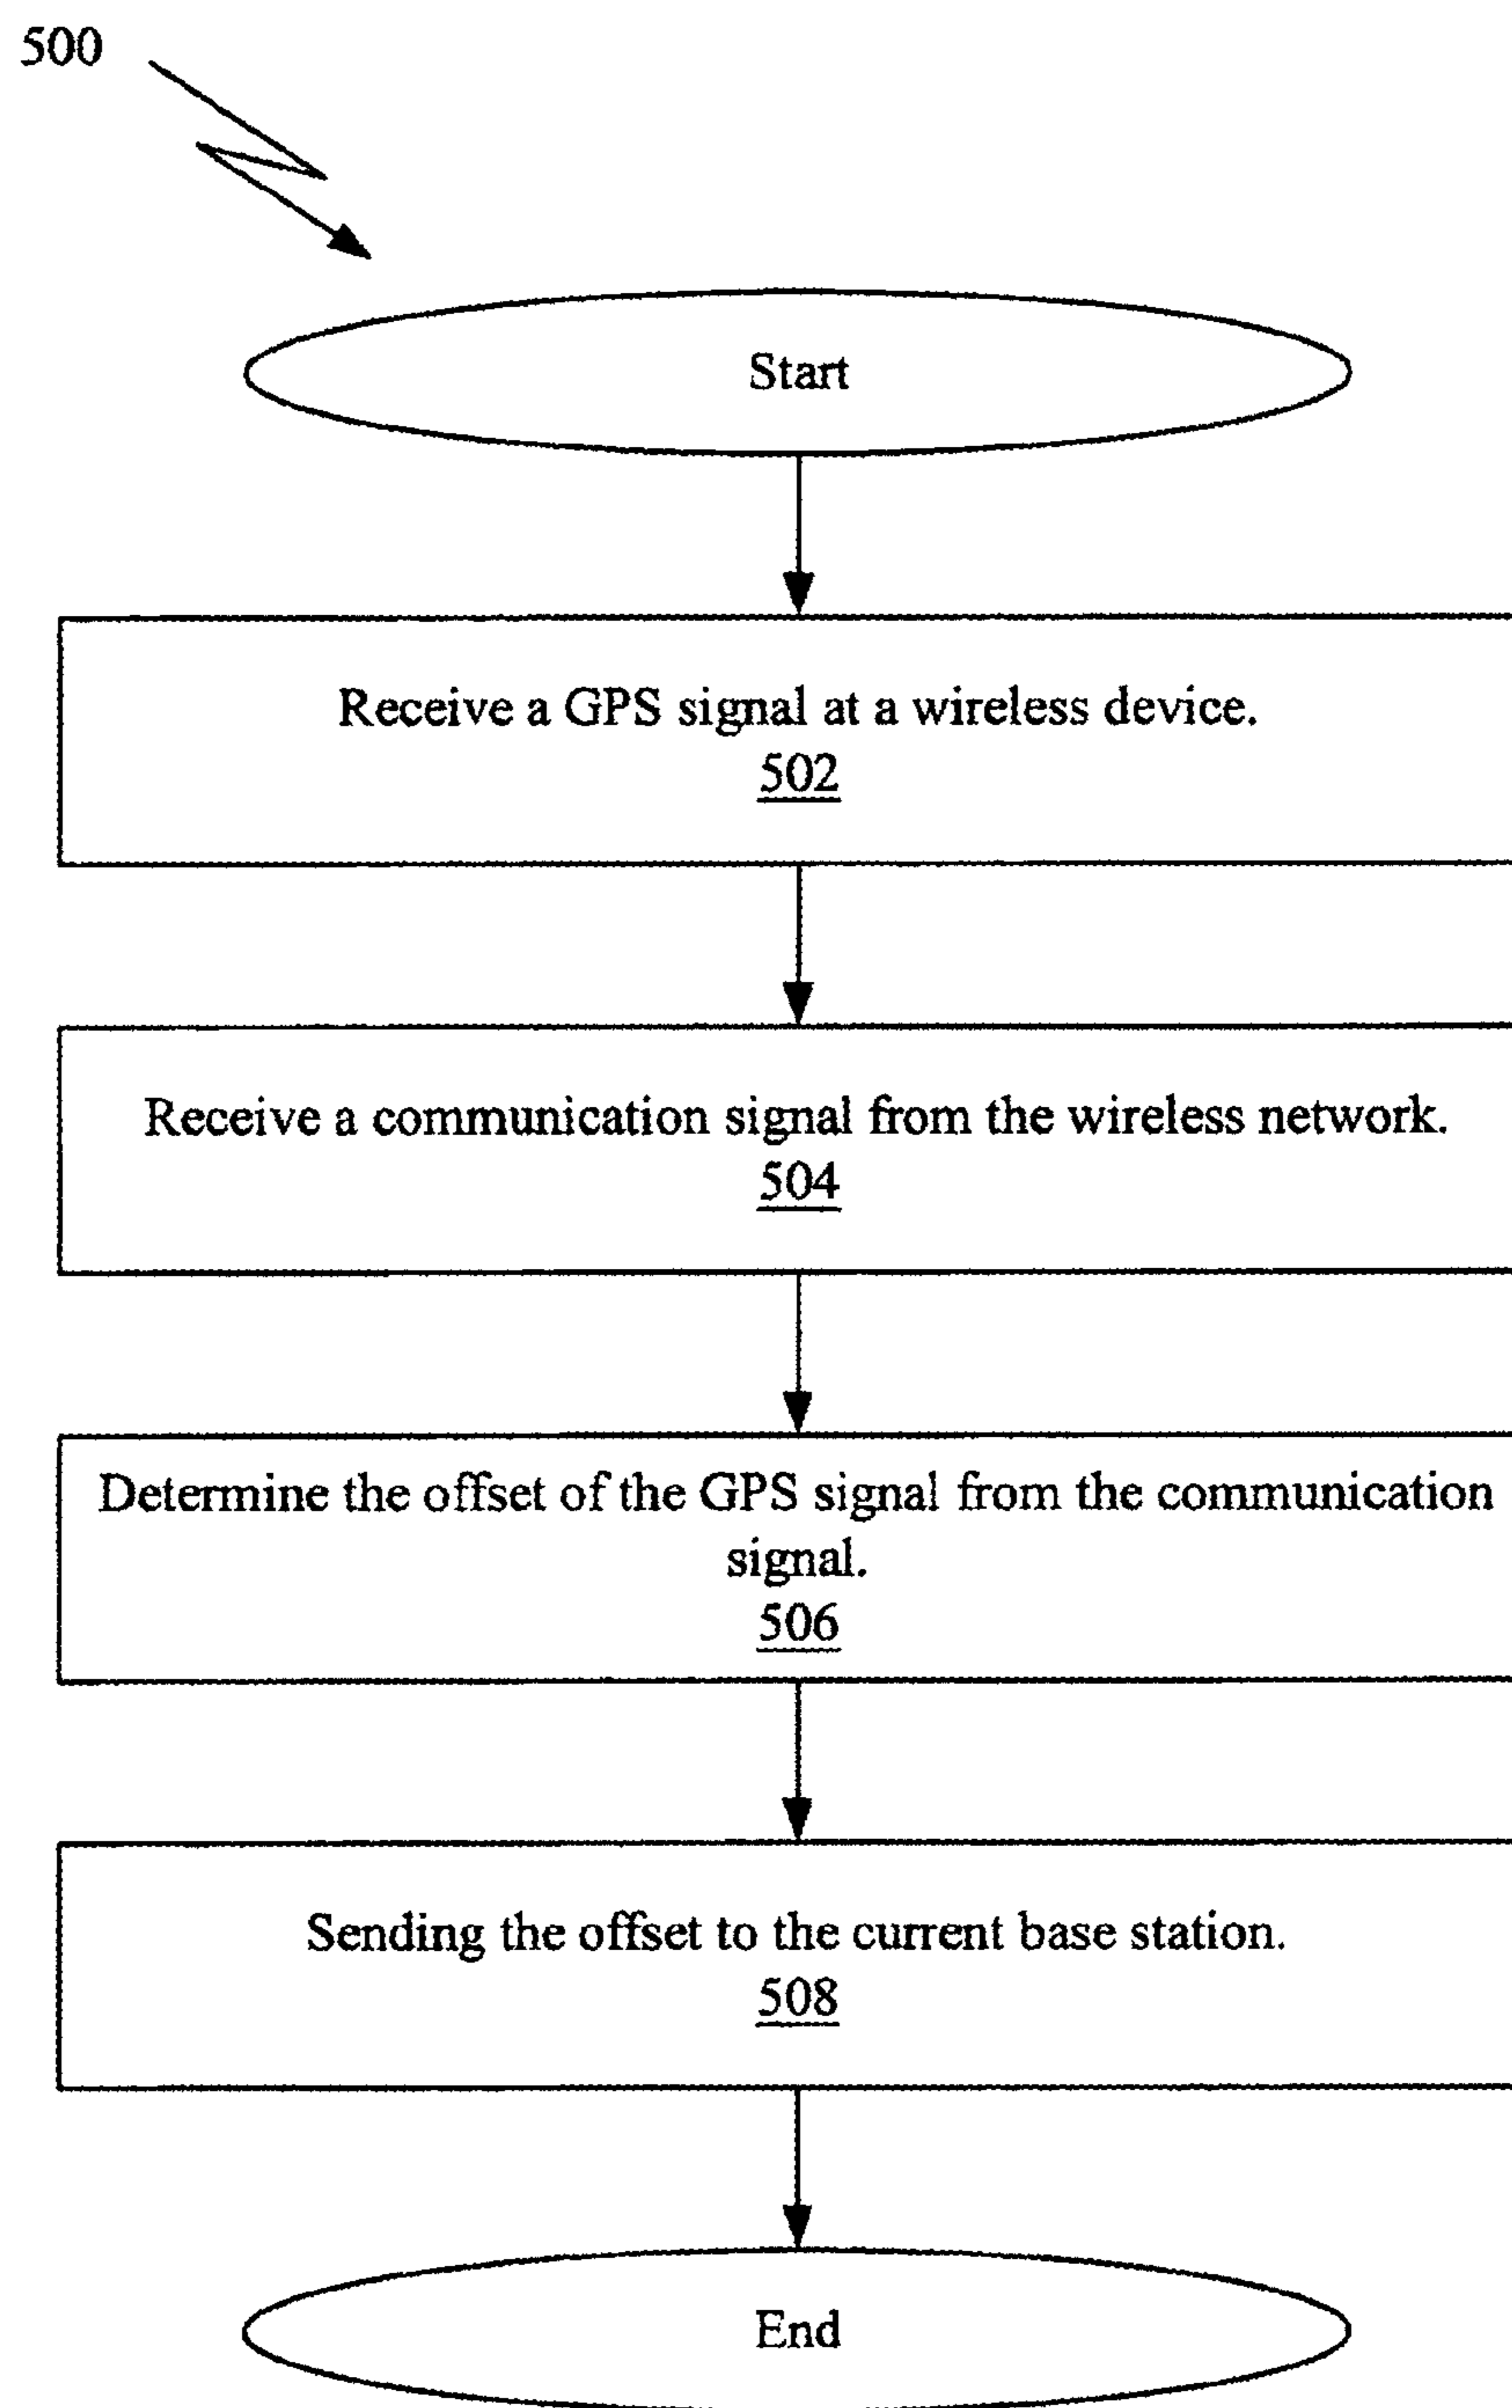 500
Start
Receive a GPS signal at a wireless device.
502
Receive a communication signal from the wireless network.
504
Determine the offset of the GPS signal from the communication
signal.
506
Sending the offset to the current base station.
508
End